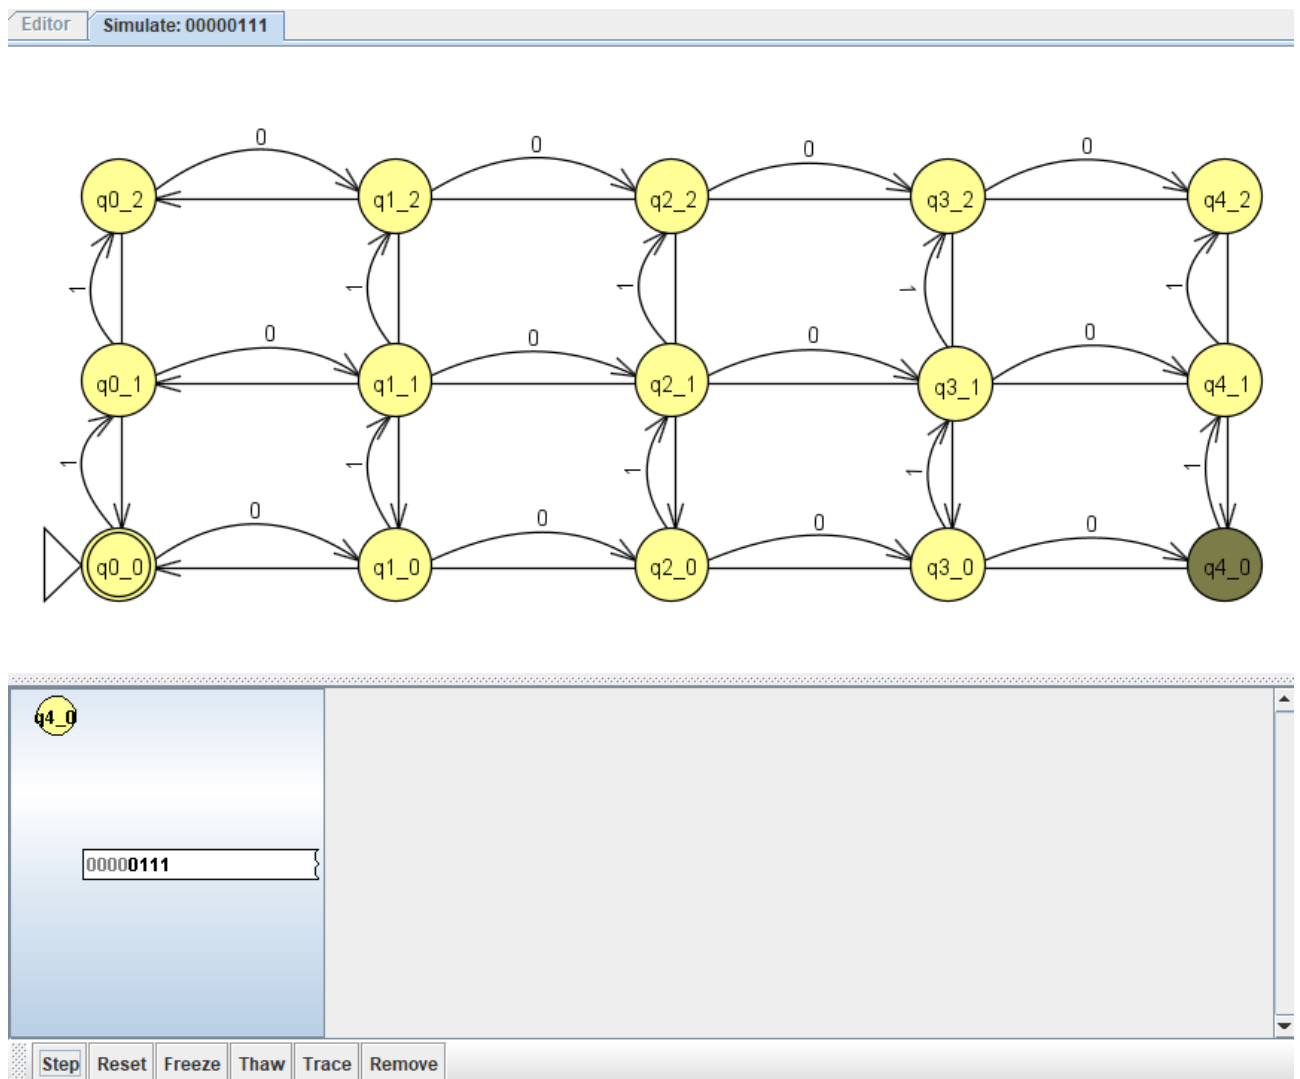 Editor Simulate: 00000111
0 0 0 0
q0_2 q1_2 q2_2 q3_2 q4_2
1 1 1 1 1
0 0 0 0
q0_1 q1_1 q2_1 q3_1 q4_1
1 1 1 1 1
0 0 0 0
q0_0 q1_0 q2_0 q3_0 q4_0
q4_0
00000111
Step Reset Freeze Thaw Trace Remove